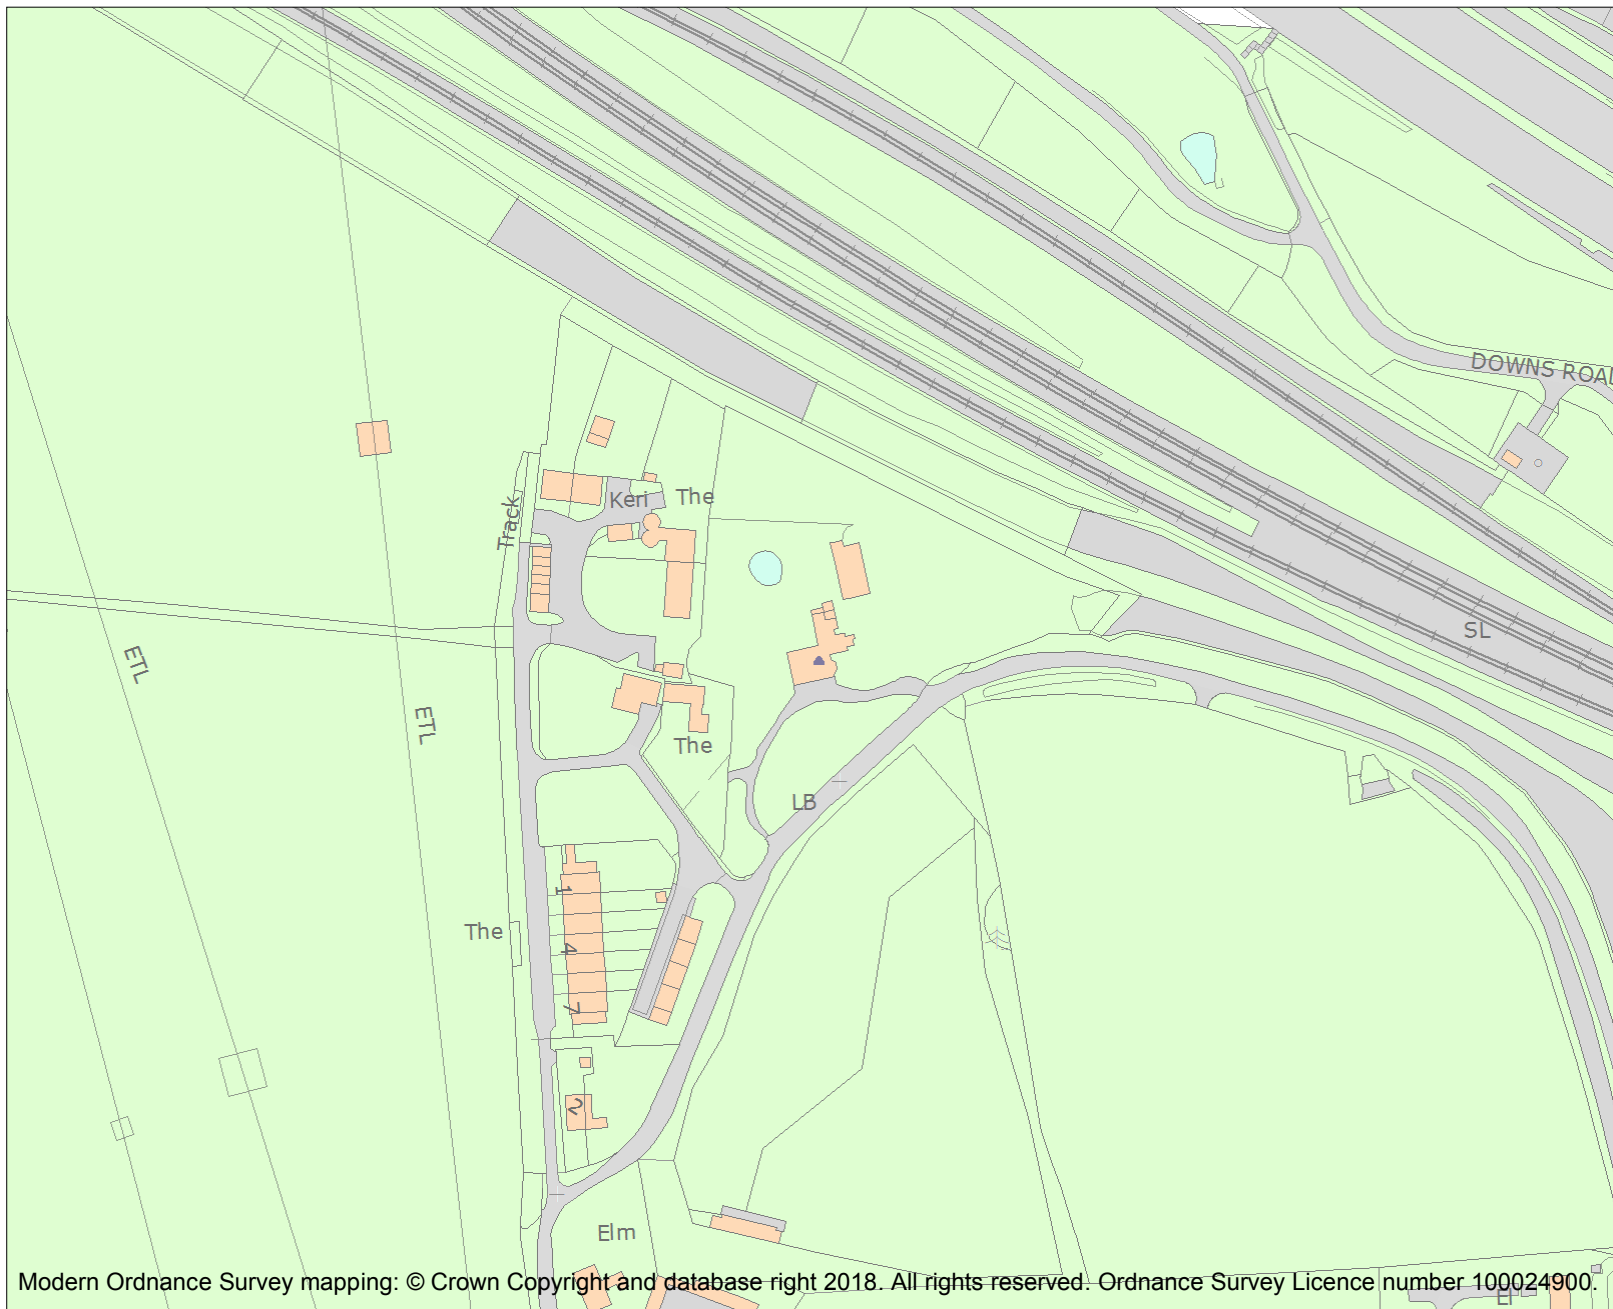 DOWNS ROAD
Track
Keri
The
SL
ETL
ETL
The
LB
1
The
4
7
2
Elm
Modern Ordnance Survey mapping: © Crown Copyright and database right 2018. All rights reserved. Ordnance Survey Licence number 100024900.
El